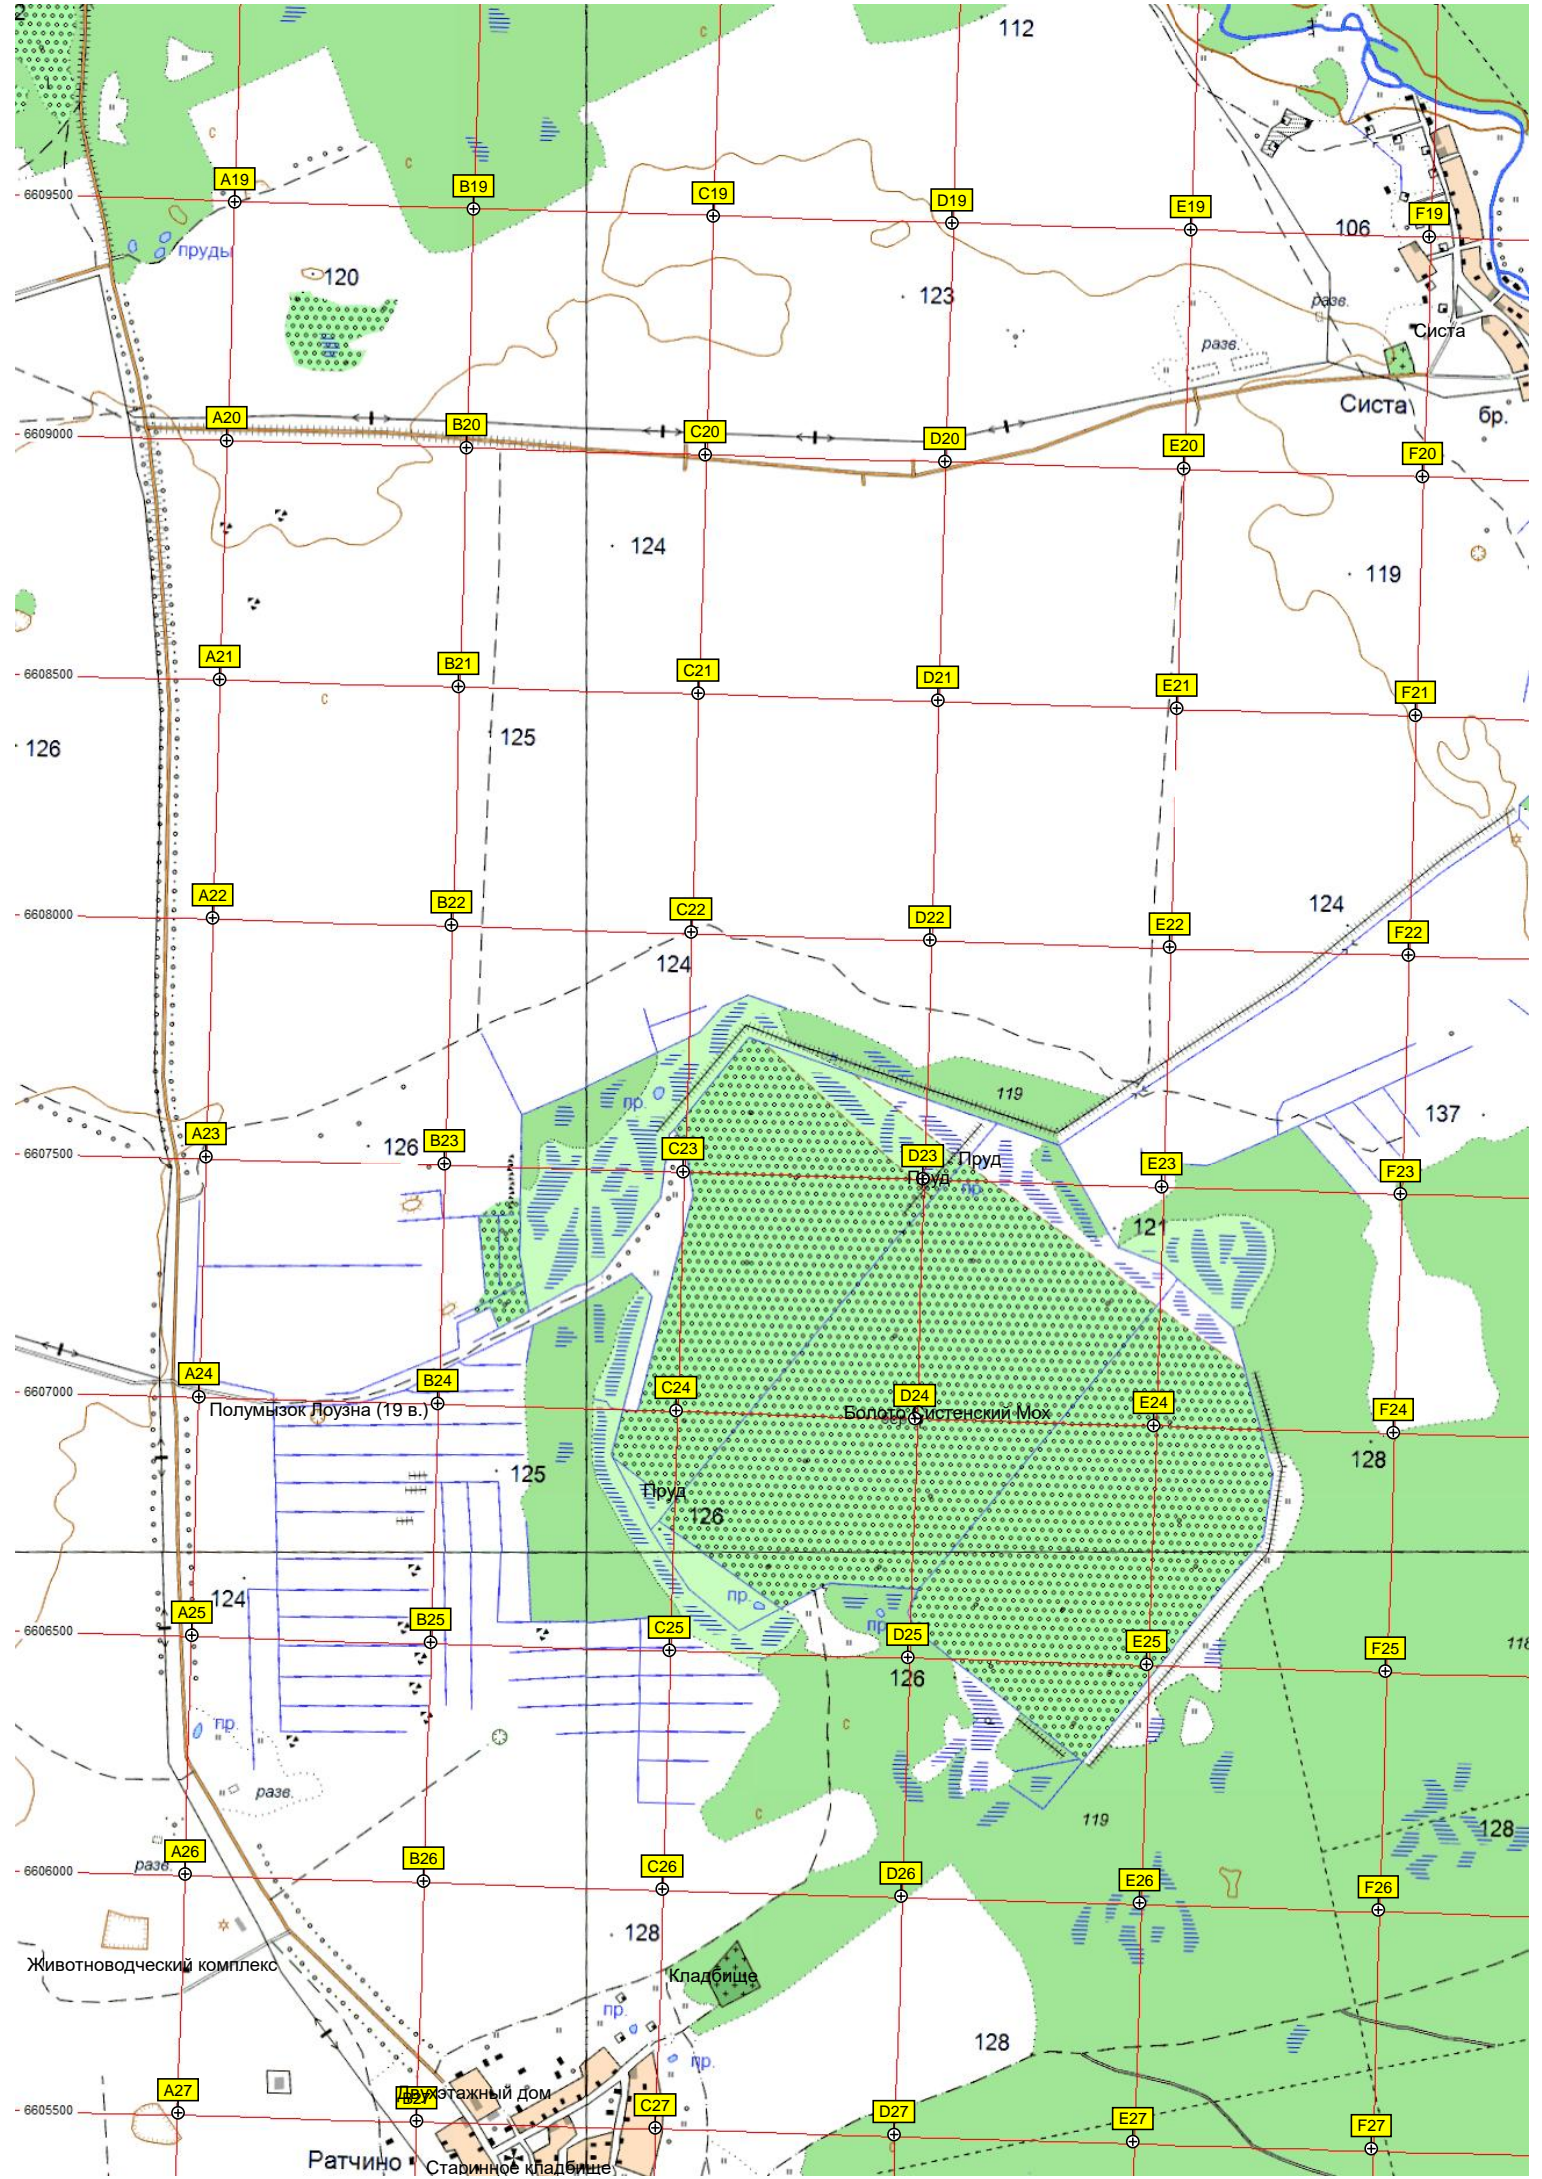 2
112
с
с
с
A19
B19
C19
D19
E19
F19
6609500
106
пруды
120
123
разв.
Систа
разв.
Систа
бр.
A20
B20
C20
D20
E20
F20
6609000
124
119
A21
B21
C21
D21
E21
F21
6608500
с
125
126
A22
B22
C22
D22
E22
F22
6608000
124
124
119
пр.
137
A23
B23
C23
D23
E23
F23
6607500
126
Пруд
Пруд
пр.
121
A24
B24
C24
D24
E24
F24
6607000
Полумызок Лоузна (19 в.)
Болото Систенский Мох
128
125
Пруд
126
124
пр.
пр.
A25
B25
C25
D25
E25
F25
6606500
118
126
пр.
с
разв.
с
119
128
A26
B26
C26
D26
E26
F26
6606000
разв.
128
Животноводческий комплекс
Кладбище
пр.
128
пр.
A27
B27
C27
D27
E27
F27
6605500
Двухэтажный дом
с
Ратчино
Старинное кладбище